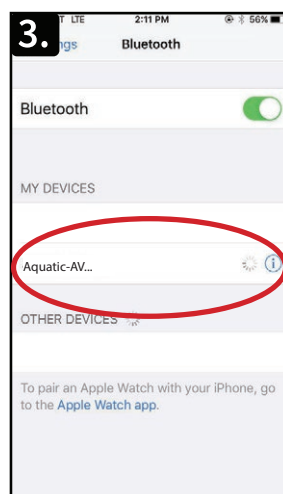 3.
T LTE 2:11 PM 56%
ngs Bluetooth
Bluetooth
MY DEVICES
Aquatic-AV...
OTHER DEVICES
To pair an Apple Watch with your iPhone, go
to the Apple Watch app.